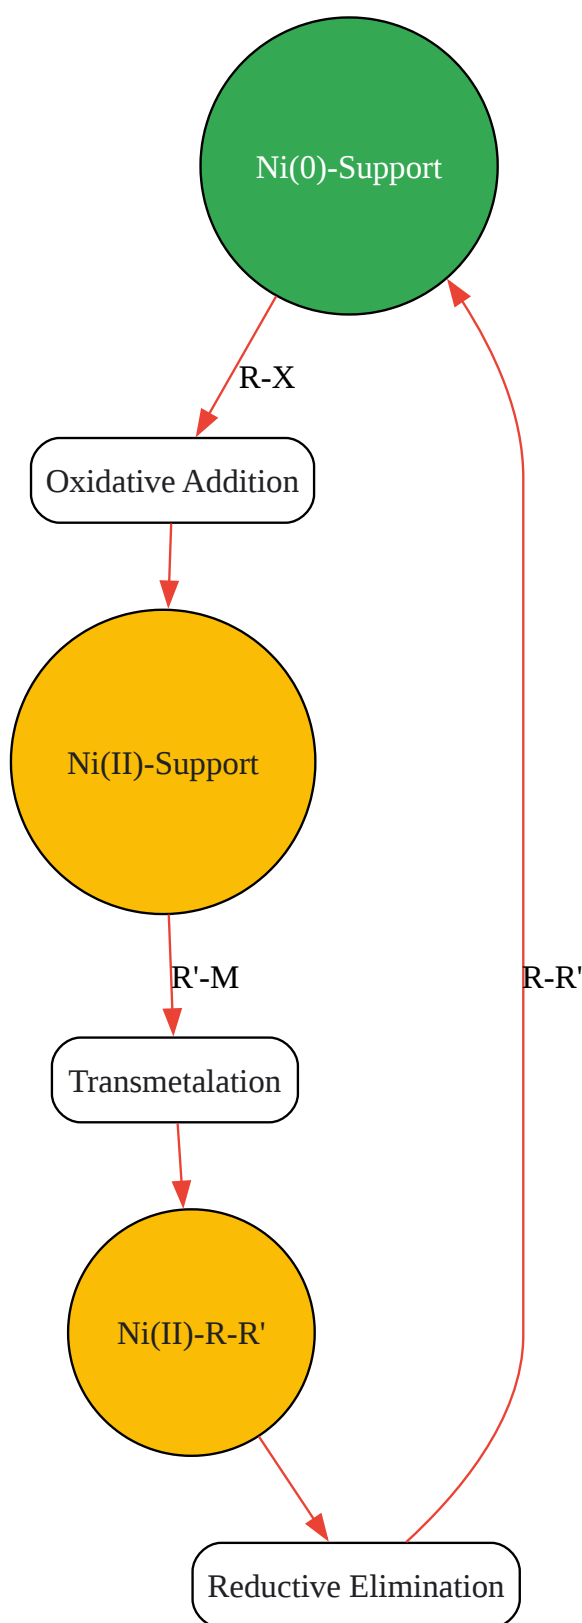 Ni(0)-Support
R-X
Oxidative Addition
Ni(II)-Support
R'-M
R-R'
Transmetalation
Ni(II)-R-R'
Reductive Elimination